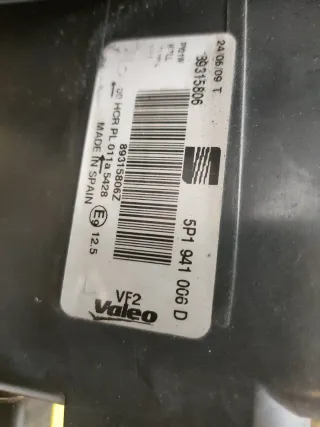 24/06/09 T
89315806
5P1 941 006 D
89315806Z
HCR PL 011a 5428
E9 12.5
MADE IN SPAIN
VF2
Valeo